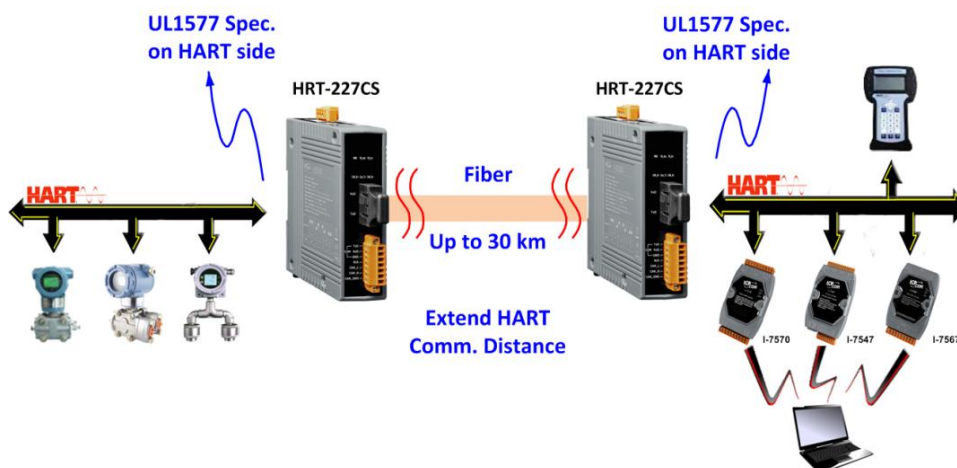 UL1577 Spec.
on HART side
UL1577 Spec.
on HART side
HRT-227CS
HRT-227CS
HART
Fiber
Up to 30 km
HART
Extend HART
Comm. Distance
I-7570
I-7547
I-7567